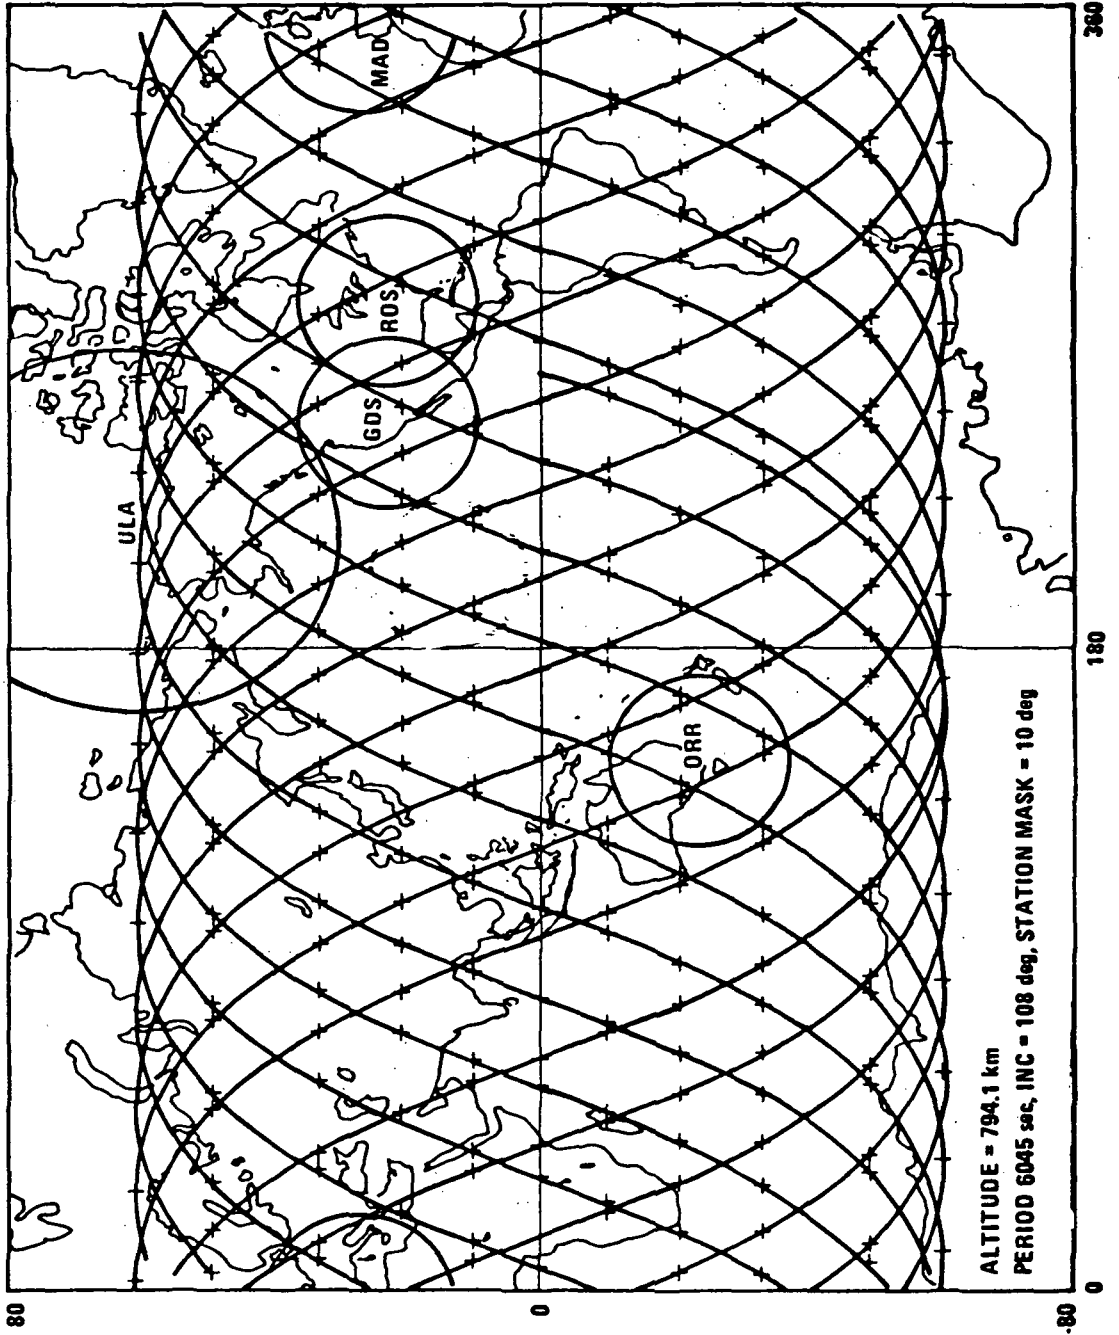 80
0
-80
0
180
360
ULA
GDS
ROS
MAD
ORR
ALTITUDE = 794.1 km
PERIOD 6045 sec, INC = 108 deg, STATION MASK = 10 deg